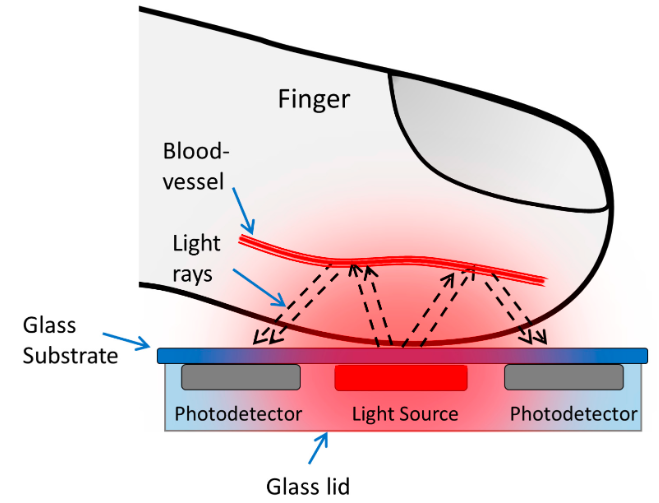 Finger
Blood-
vessel
Light
rays
Glass
Substrate
Photodetector
Light Source
Photodetector
Glass lid